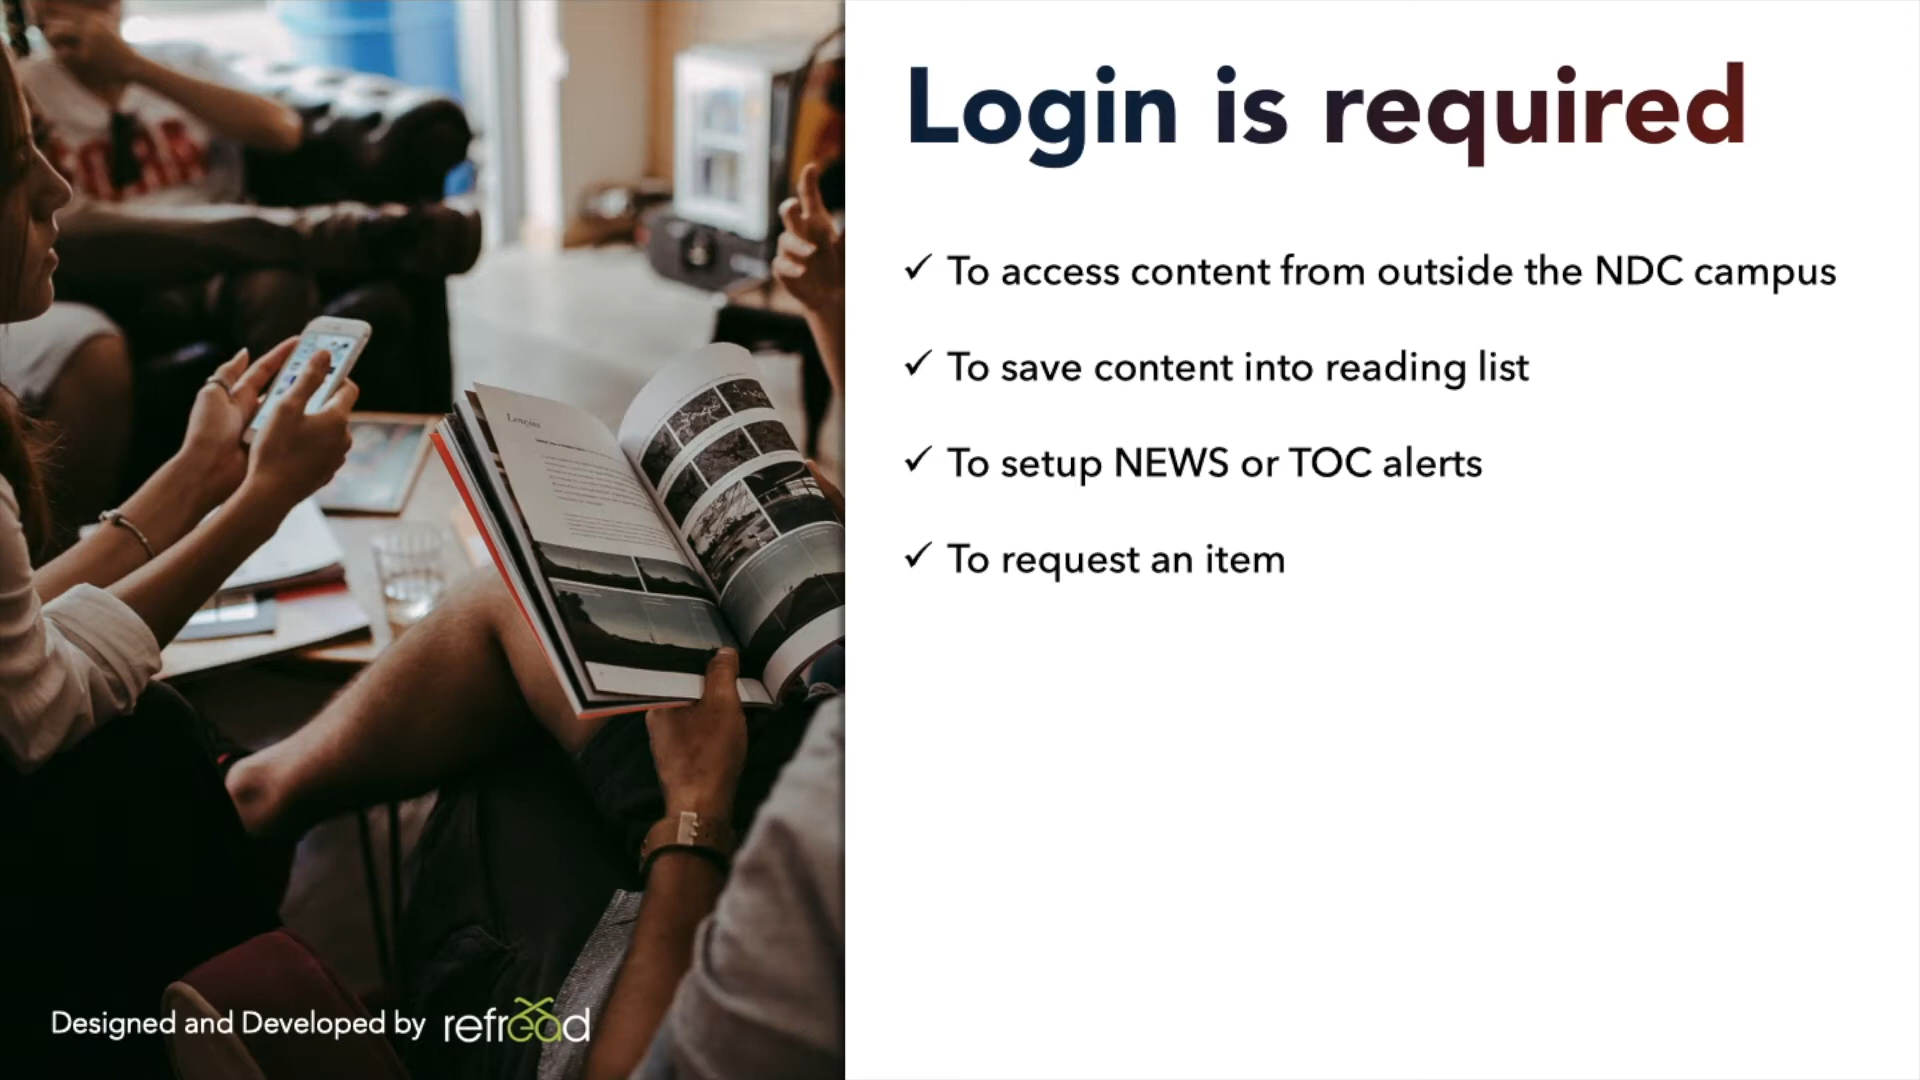 Login is required
✓ To access content from outside the NDC campus
✓ To save content into reading list
✓ To setup NEWS or TOC alerts
✓ To request an item
Designed and Developed by refread